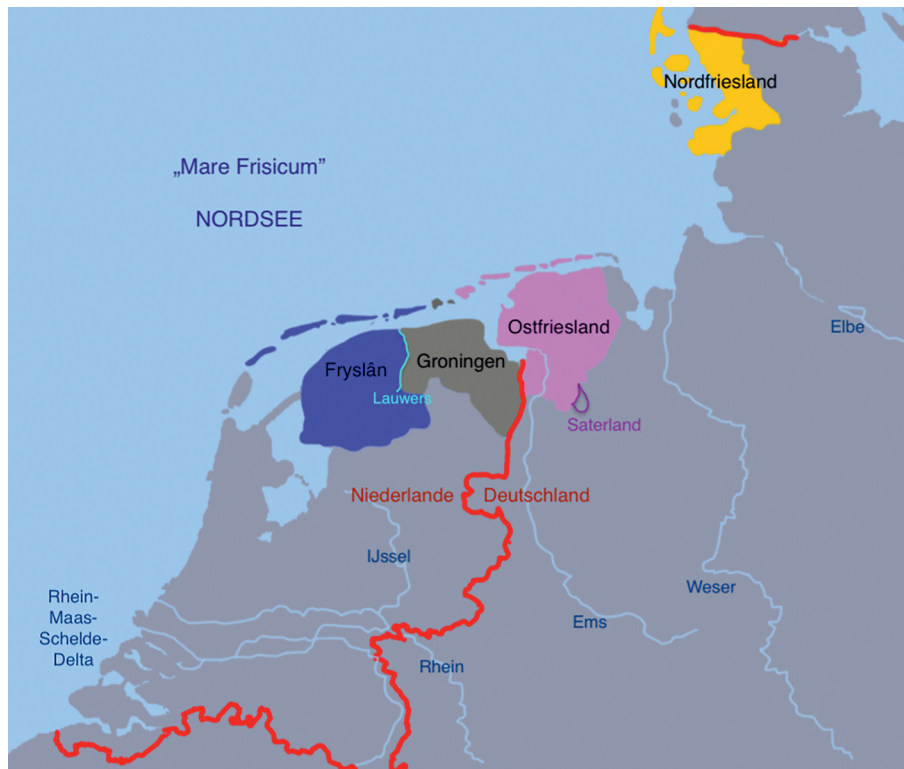 Nordfriesland
„Mare Frisicum”
NORDSEE
Ostfriesland
Elbe
Fryslân
Groningen
Lauwers
Saterland
Niederlande
Deutschland
IJssel
Weser
Rhein-
Maas-
Schelde-
Delta
Ems
Rhein